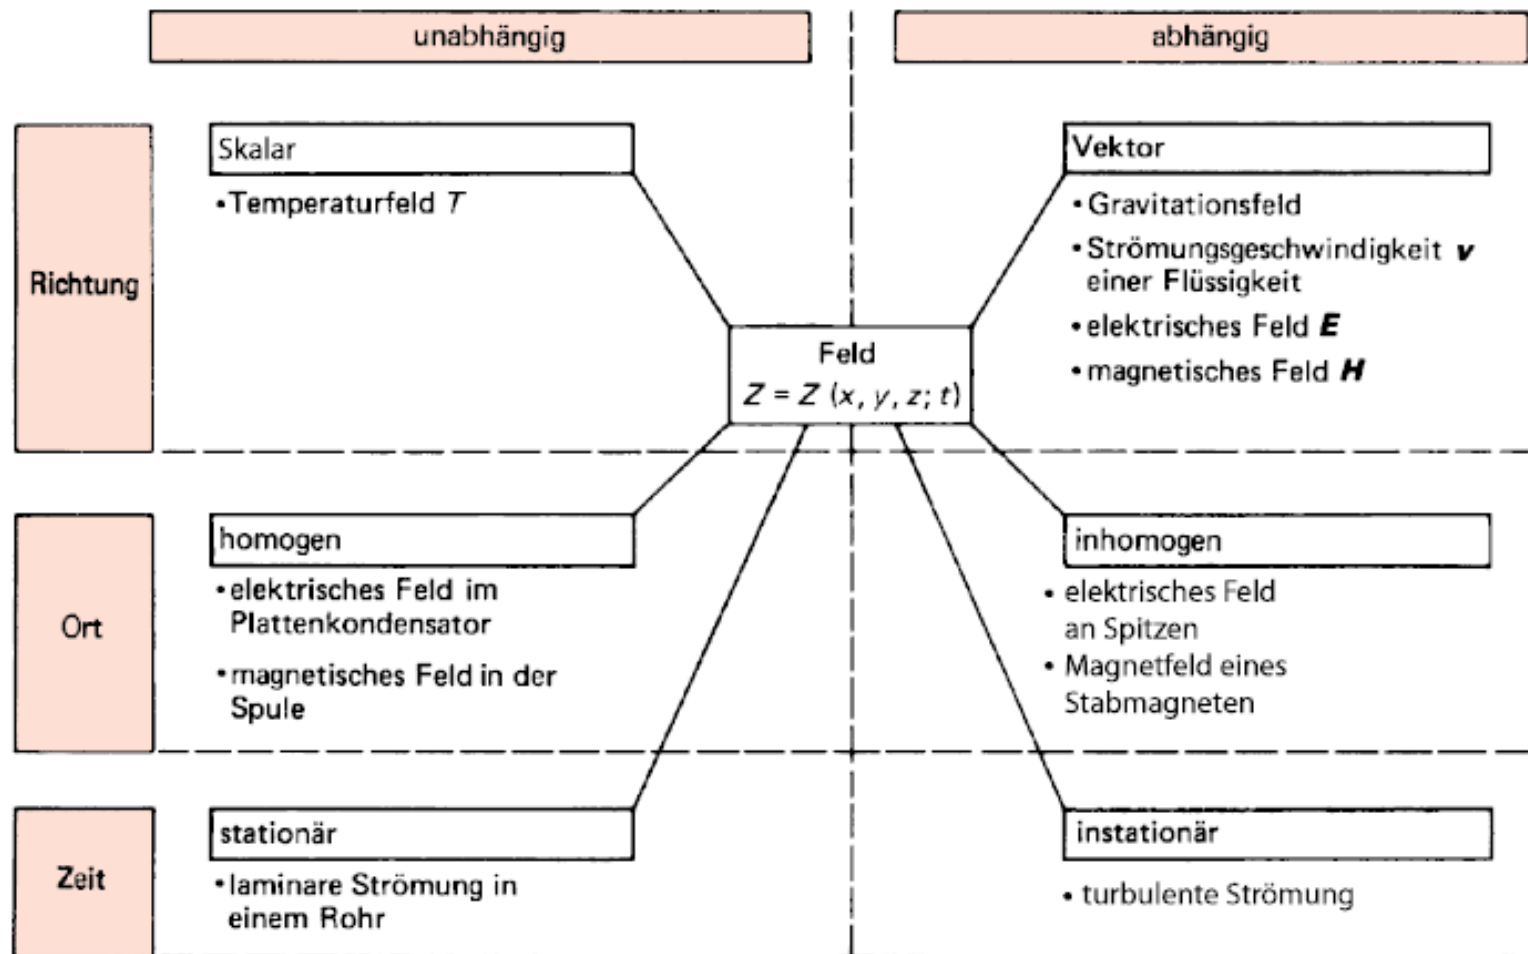 unabhängig
abhängig
Richtung
Skalar
•Temperaturfeld T
Vektor
•Gravitationsfeld
•Strömungsgeschwindigkeit v
einer Flüssigkeit
•elektrisches Feld E
•magnetisches Feld H
Feld
Z = Z (x, y, z; t)
Ort
homogen
•elektrisches Feld im
Plattenkondensator
•magnetisches Feld in der
Spule
inhomogen
• elektrisches Feld
an Spitzen
• Magnetfeld eines
Stabmagneten
Zeit
stationär
•laminare Strömung in
einem Rohr
instationär
• turbulente Strömung